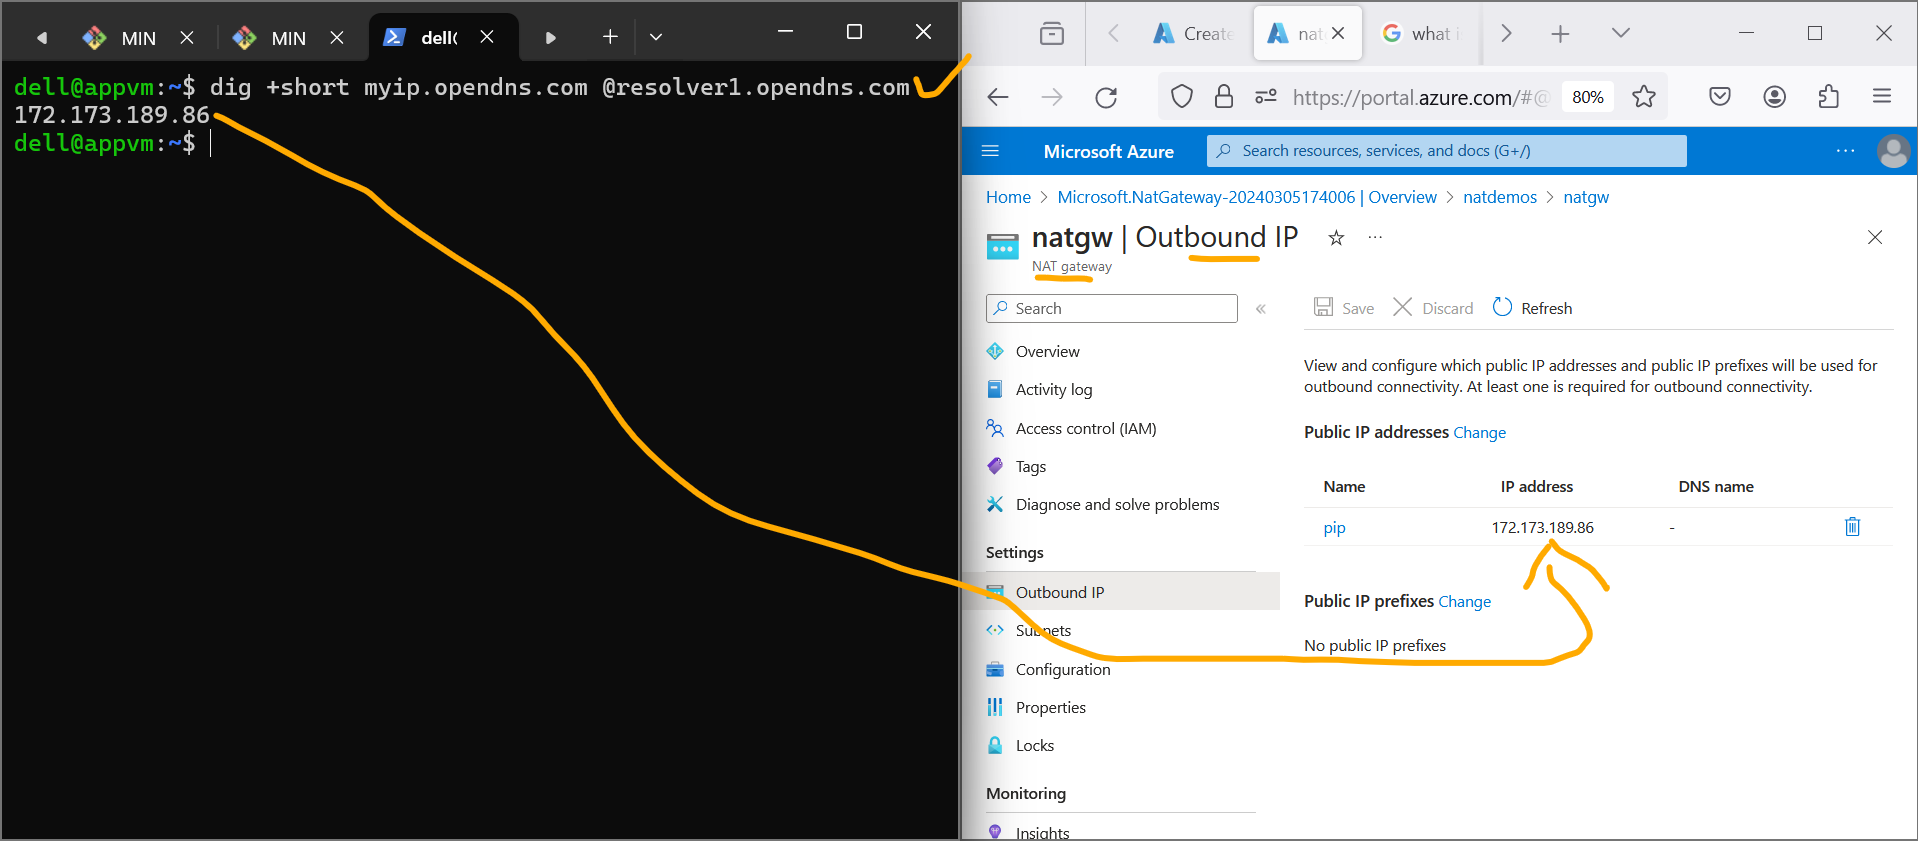 MIN
MIN
dell(
dell@appvm:~$ dig +short myip.opendns.com @resolver1.opendns.com
172.173.189.86
dell@appvm:~$
Create
nat
what i
https://portal.azure.com/#@
80%
Microsoft Azure
Search resources, services, and docs (G+/)
Home > Microsoft.NatGateway-20240305174006 | Overview > natdemos > natgw
natgw | Outbound IP
NAT gateway
Search
Save
Discard
Refresh
Overview
Activity log
Access control (IAM)
Tags
Diagnose and solve problems
Settings
Outbound IP
Subnets
Configuration
Properties
Locks
Monitoring
Insights
View and configure which public IP addresses and public IP prefixes will be used for
outbound connectivity. At least one is required for outbound connectivity.
Public IP addresses Change
Name IP address DNS name
pip 172.173.189.86 -
Public IP prefixes Change
No public IP prefixes